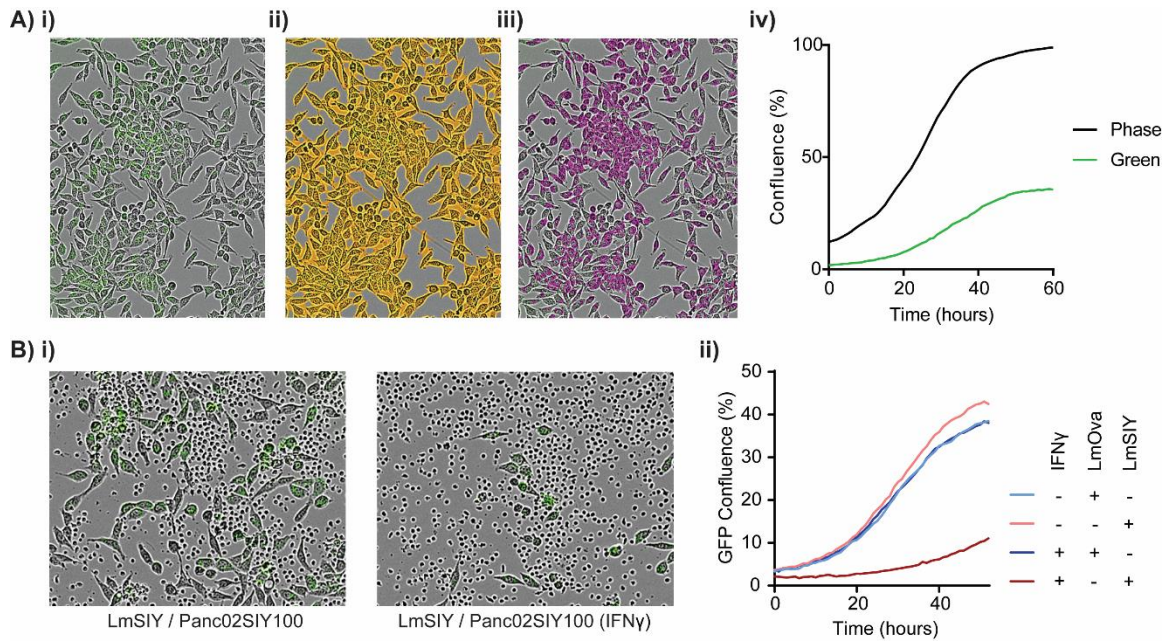 A) i)
ii)
iii)
iv)
100
50
0
Confluence (%)
0 20 40 60
Time (hours)
Phase
Green
B) i)
LmSIY / Panc02SIY100
LmSIY / Panc02SIY100 (IFNγ)
ii)
50
40
30
20
10
0
GFP Confluence (%)
0 20 40
Time (hours)
IFNγ LmOva LmSIY
- + -
- - +
+ + -
+ - +